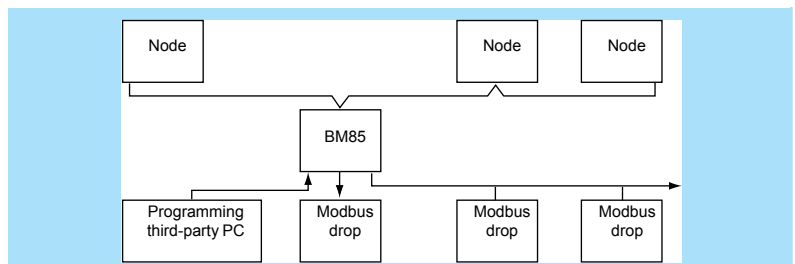 Node
Node
Node
BM85
Programming
third-party PC
Modbus
drop
Modbus
drop
Modbus
drop